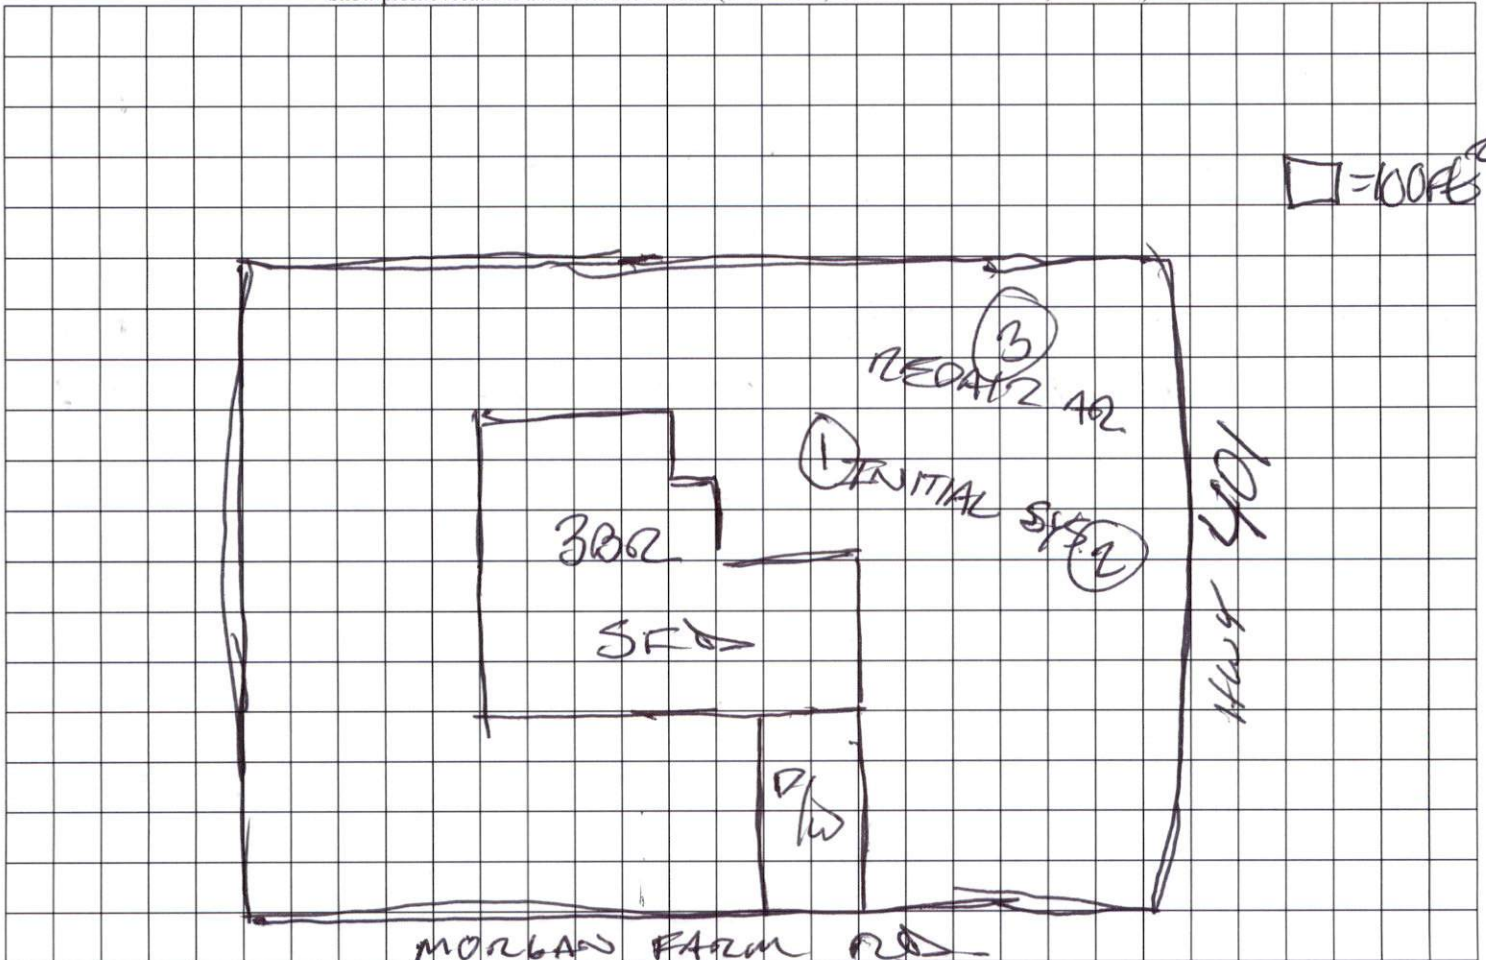 =100ft²
3
REPAIR AR
1 INITIAL SYS 2
3BR
SFD
D/W
HWY 401
MORGAN FARM RD